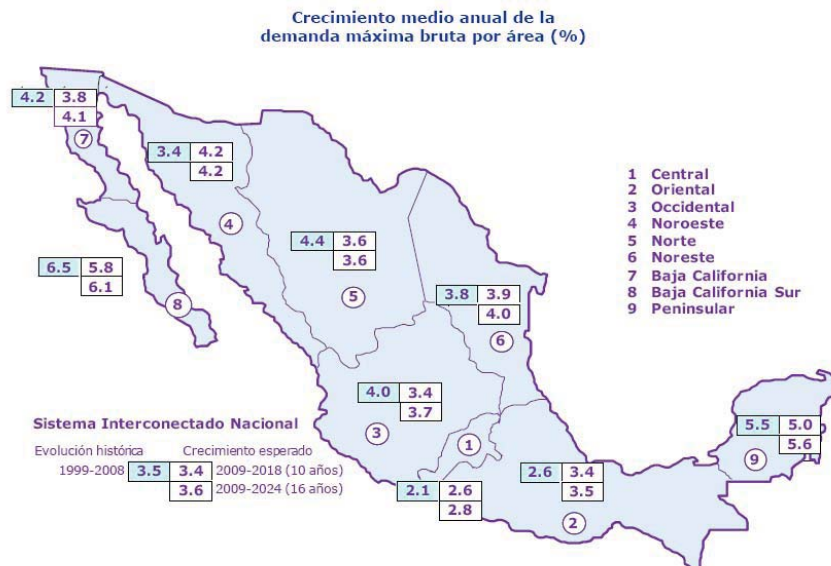 Crecimiento medio anual de la
demanda máxima bruta por área (%)
4.2 3.8
4.1
7
3.4 4.2
4.2
4
4.4 3.6
3.6
5
6.5 5.8
6.1
8
3.8 3.9
4.0
6
1 Central
2 Oriental
3 Occidental
4 Noroeste
5 Norte
6 Noreste
7 Baja California
8 Baja California Sur
9 Peninsular
4.0 3.4
3.7
3
1
5.5 5.0
5.6
9
2.6 3.4
3.5
2
2.1 2.6
2.8
Sistema Interconectado Nacional
Evolución histórica Crecimiento esperado
1999-2008 3.5 3.4 2009-2018 (10 años)
3.6 2009-2024 (16 años)